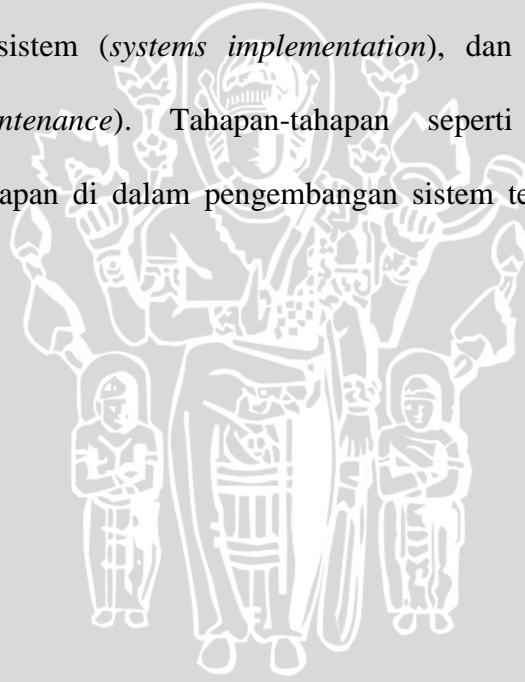 sistem (systems implementation), dan
ntenance). Tahapan-tahapan seperti
apan di dalam pengembangan sistem te